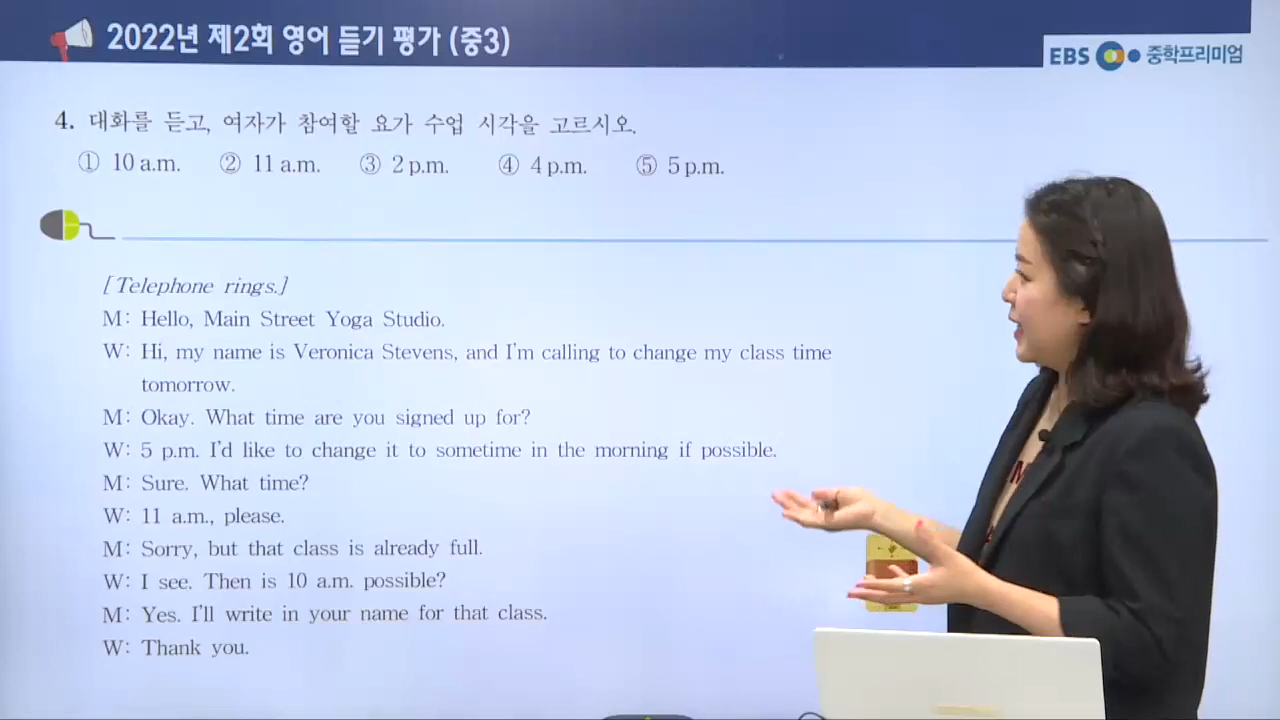 2022년 제2회 영어 듣기 평가 (중3)
EBS 중학프리미엄
4. 대화를 듣고, 여자가 참여할 요가 수업 시각을 고르시오.
① 10 a.m. ② 11 a.m. ③ 2 p.m. ④ 4 p.m. ⑤ 5 p.m.
[Telephone rings.]
M: Hello, Main Street Yoga Studio.
W: Hi, my name is Veronica Stevens, and I'm calling to change my class time
tomorrow.
M: Okay. What time are you signed up for?
W: 5 p.m. I'd like to change it to sometime in the morning if possible.
M: Sure. What time?
W: 11 a.m., please.
M: Sorry, but that class is already full.
W: I see. Then is 10 a.m. possible?
M: Yes. I'll write in your name for that class.
W: Thank you.